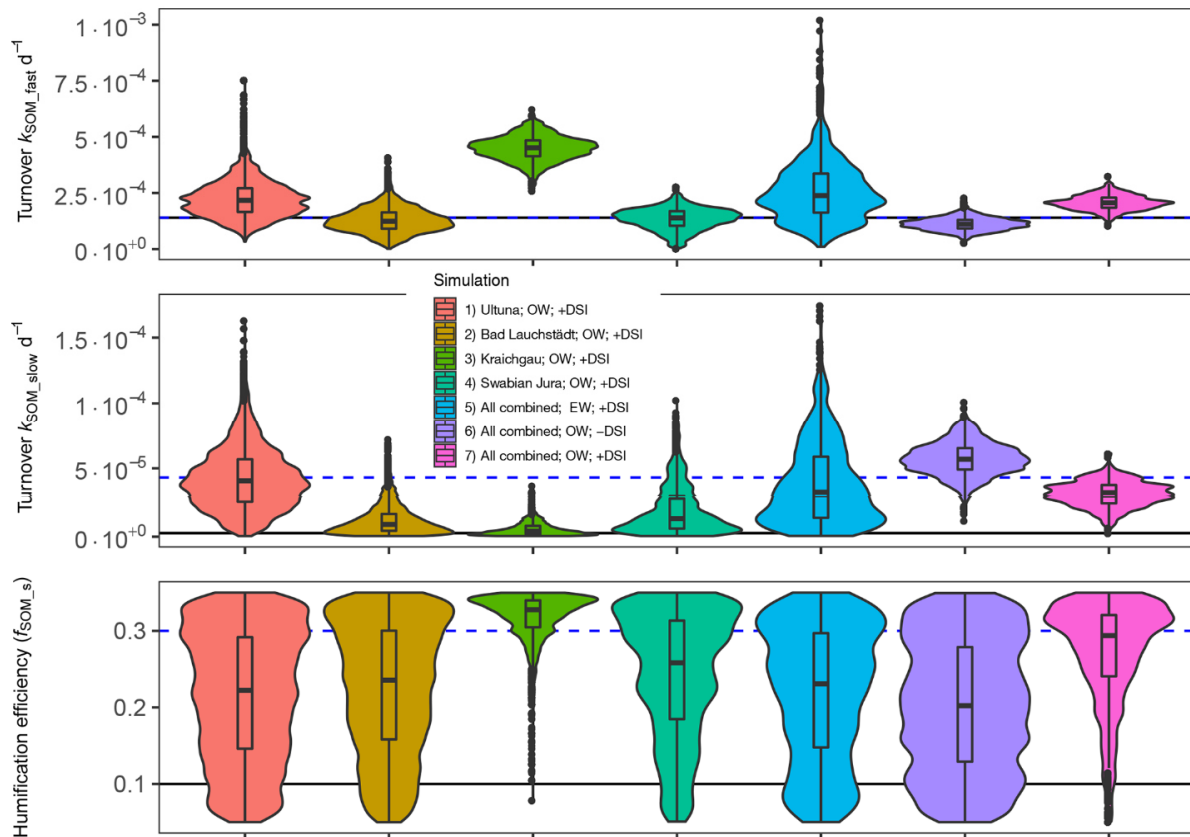 Turnover kSOM_fast d−1
1·10−3
7.5·10−4
5·10−4
2.5·10−4
0·10+0
Turnover kSOM_slow d−1
1.5·10−4
1·10−4
5·10−5
0·10+0
Simulation
1) Ultuna; OW; +DSI
2) Bad Lauchstädt; OW; +DSI
3) Kraichgau; OW; +DSI
4) Swabian Jura; OW; +DSI
5) All combined; EW; +DSI
6) All combined; OW; −DSI
7) All combined; OW; +DSI
Humification efficiency (fSOM_s)
0.3
0.2
0.1